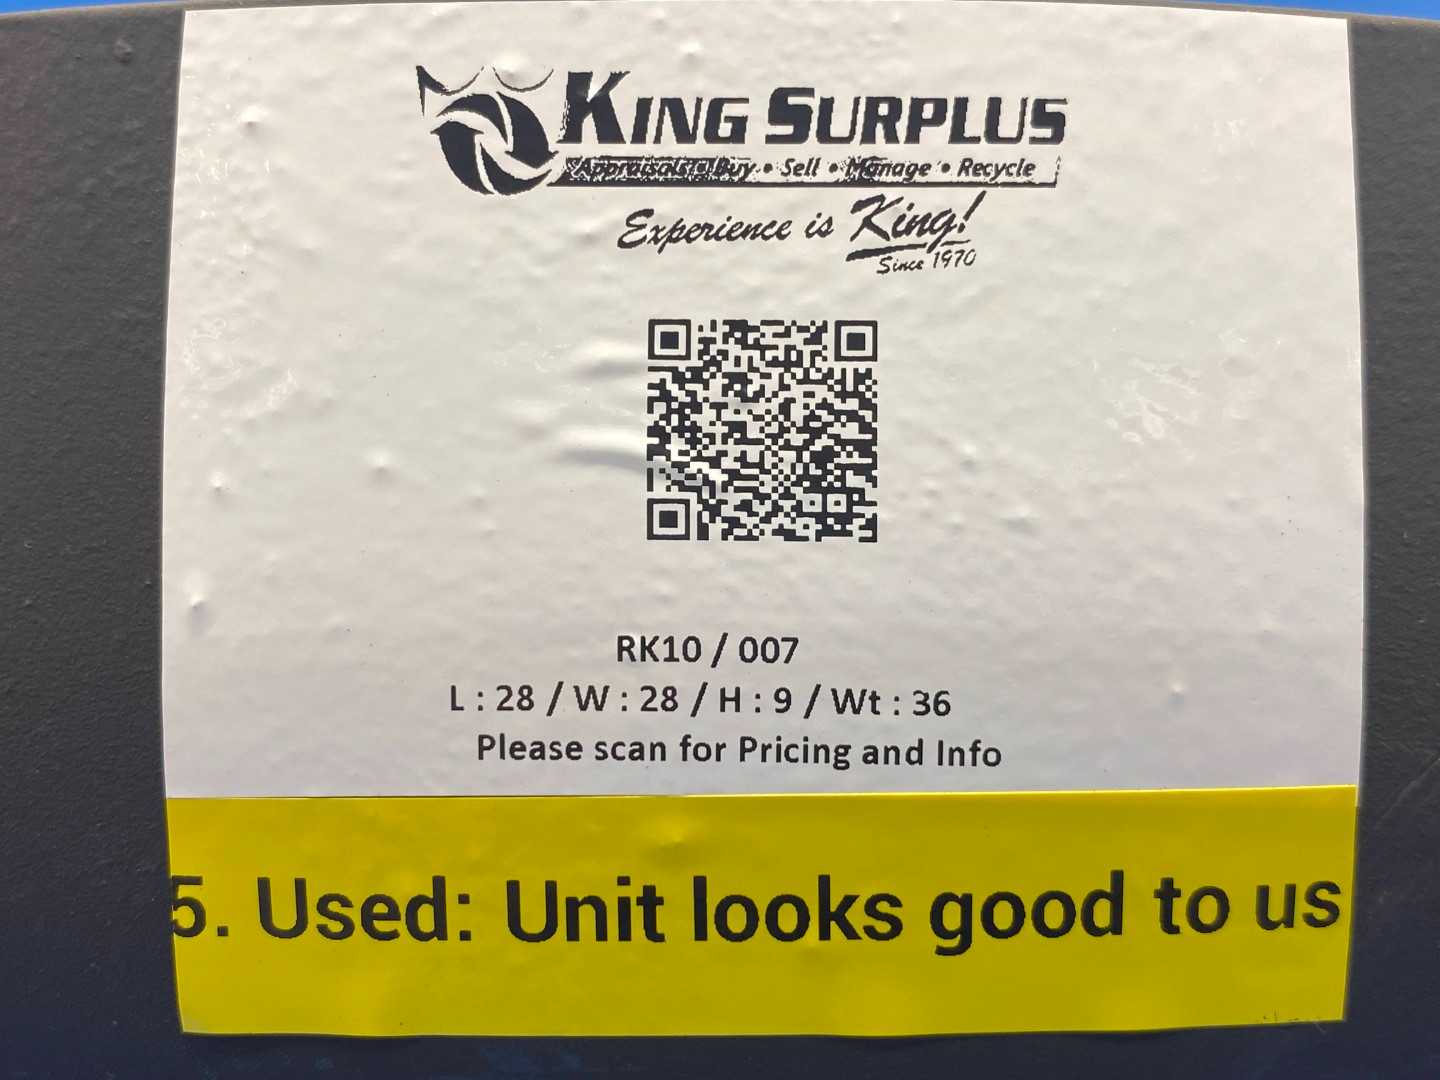 KING SURPLUS
Appraisals • Buy • Sell • Manage • Recycle
Experience is King!
Since 1970
RK10 / 007
L : 28 / W : 28 / H : 9 / Wt : 36
Please scan for Pricing and Info
5. Used: Unit looks good to us